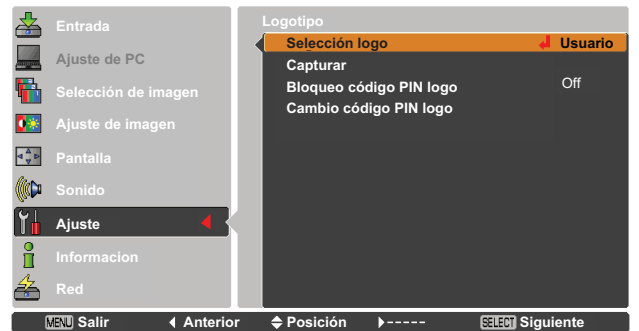 Entrada
Ajuste de PC
Selección de imagen
Ajuste de imagen
Pantalla
Sonido
Ajuste
Informacion
Red
Logotipo
Selección logo Usuario
Capturar
Bloqueo código PIN logo Off
Cambio código PIN logo
MENU Salir Anterior Posición ----- SELECT Siguiente